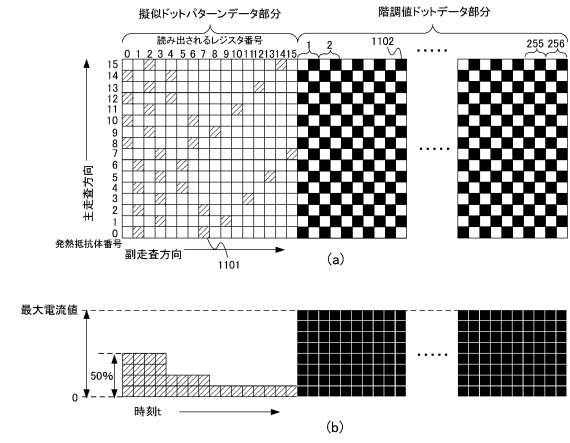 擬似ドットパターンデータ部分
階調値ドットデータ部分
読み出されるレジスタ番号
0 1 2 3 4 5 6 7 8 9 10 11 12 13 14 15
1 2
1102
.....
255 256
15
14
13
12
11
10
9
8
7
6
5
4
3
2
1
0
主走査方向
.....
発熱抵抗体番号
副走査方向
1101
(a)
最大電流値
50%
0
.....
時刻t
(b)